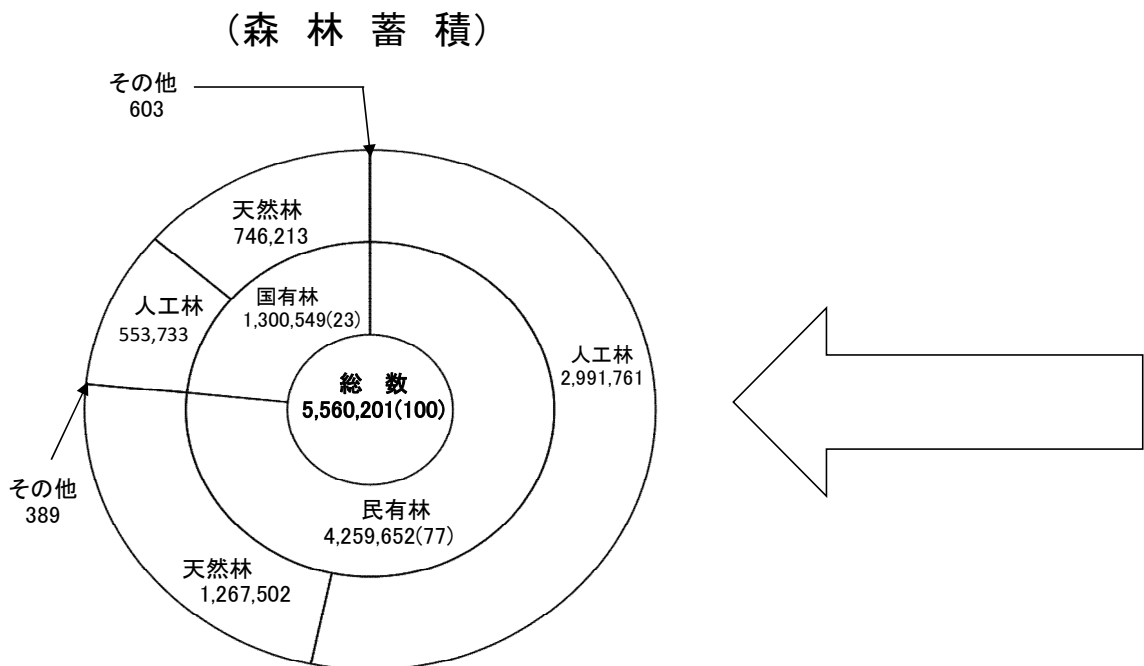 （森 林 蓄 積）
その他
603
天然林
746,213
人工林
553,733
国有林
1,300,549(23)
人工林
2,991,761
総 数
5,560,201(100)
その他
389
民有林
4,259,652(77)
天然林
1,267,502